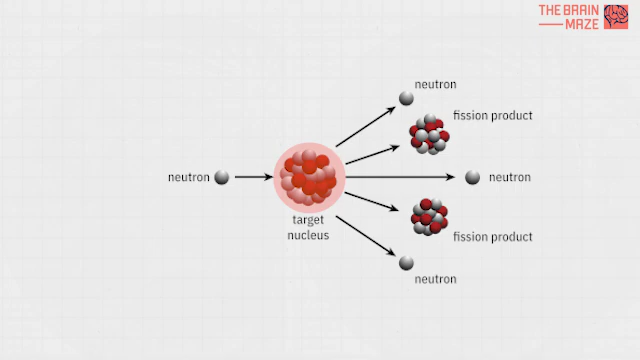 THE BRAIN
MAZE
neutron
fission product
neutron
neutron
target
nucleus
fission product
neutron